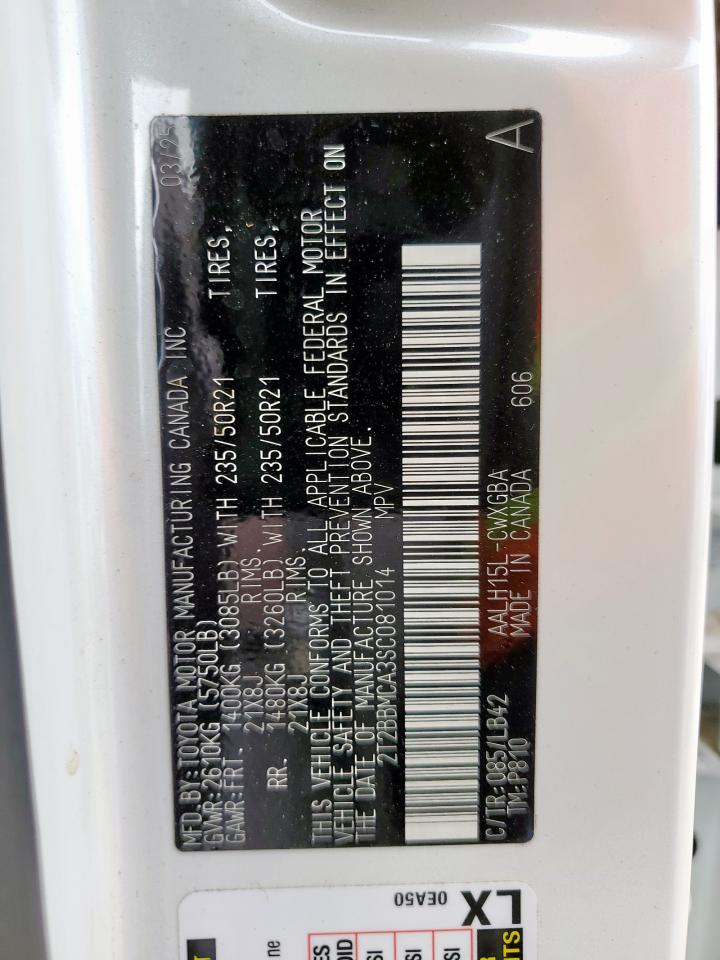 MFD.BY:TOYOTA MOTOR MANUFACTURING CANADA INC 03/25
GVWR:2610KG (5750LB)
GAWR:FRT. 1400KG (3085LB) WITH 235/50R21 TIRES,
21X8J RIMS.
RR. 1480KG (3260LB) WITH 235/50R21 TIRES,
21X8J RIMS.
THIS VEHICLE CONFORMS TO ALL APPLICABLE FEDERAL MOTOR
VEHICLE SAFETY AND THEFT PREVENTION STANDARDS IN EFFECT ON
THE DATE OF MANUFACTURE SHOWN ABOVE.
2T2BBMCA3SC081014 MPV
C/TR:085/LB42 AALH15L-CWXGBA
TM:P810 MADE IN CANADA 606 A
0EA50
LX